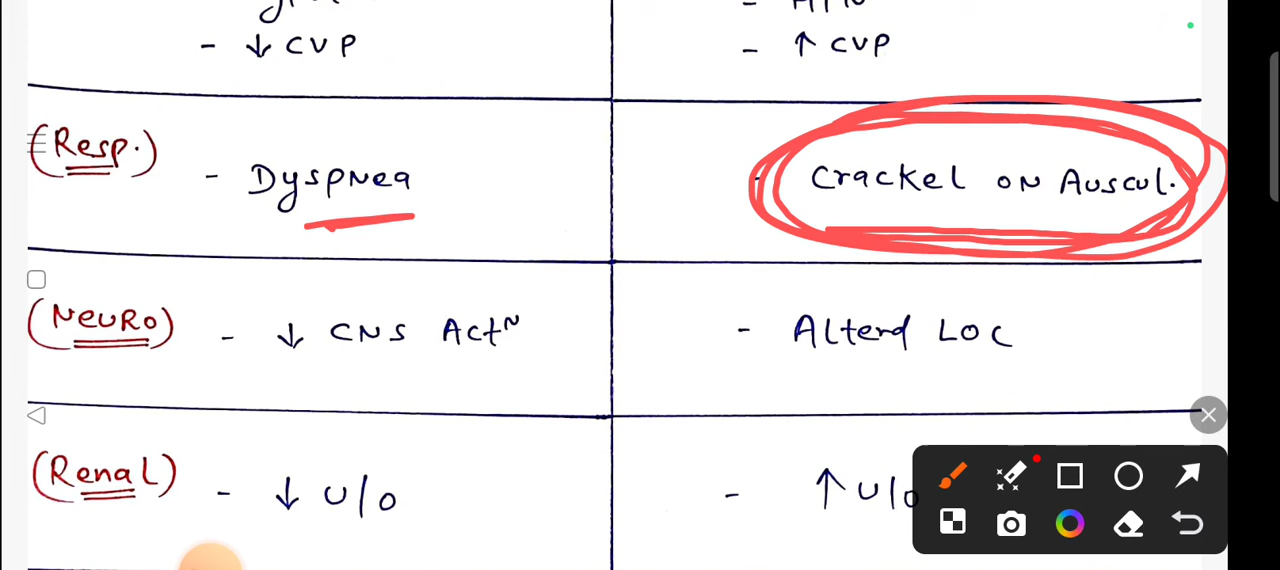 - ↓ CVP
- ↑ CVP
(Resp.)
- Dyspnea
- Crackel on Auscul.
(Neuro)
- ↓ CNS Actⁿ
- Alterd LOC
(Renal)
- ↓ U/O
- ↑ U/O